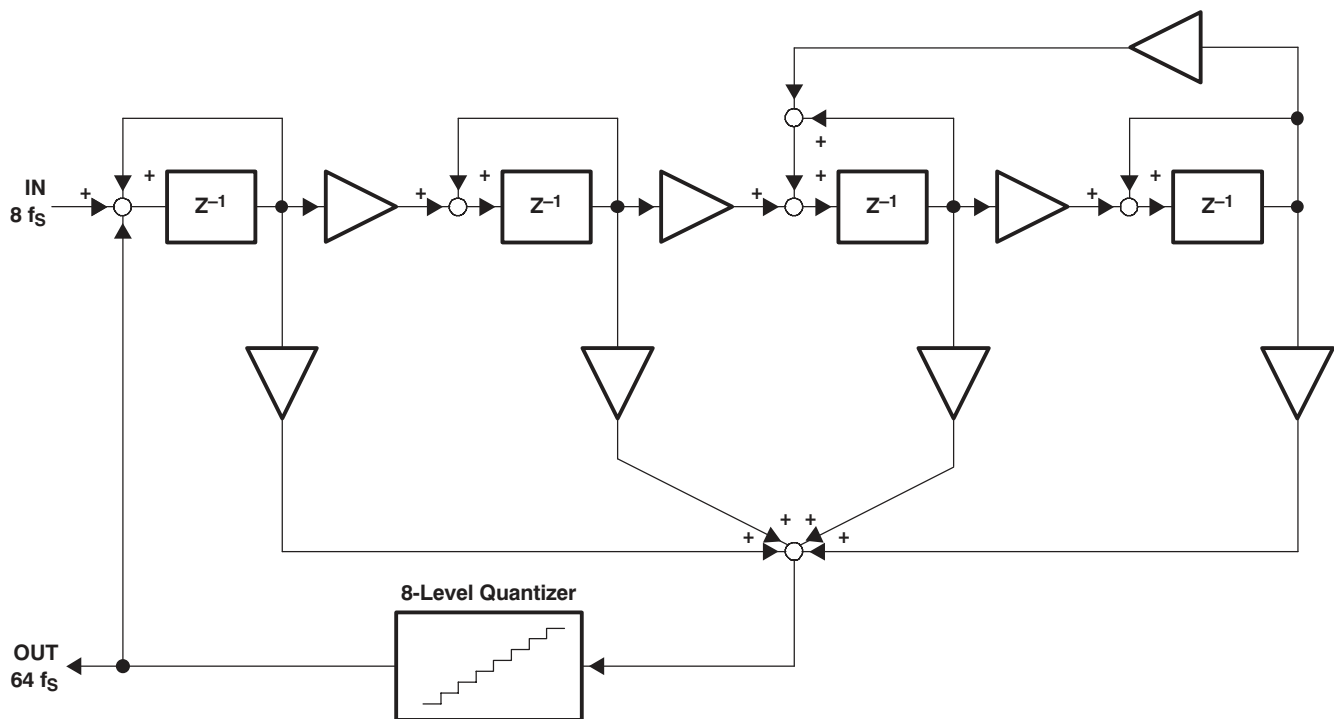 +
+
+
+
IN
8 fS
+
Z–1
+
Z–1
+
Z–1
+
Z–1
+
+
+
+
+
+
8-Level Quantizer
OUT
64 fS